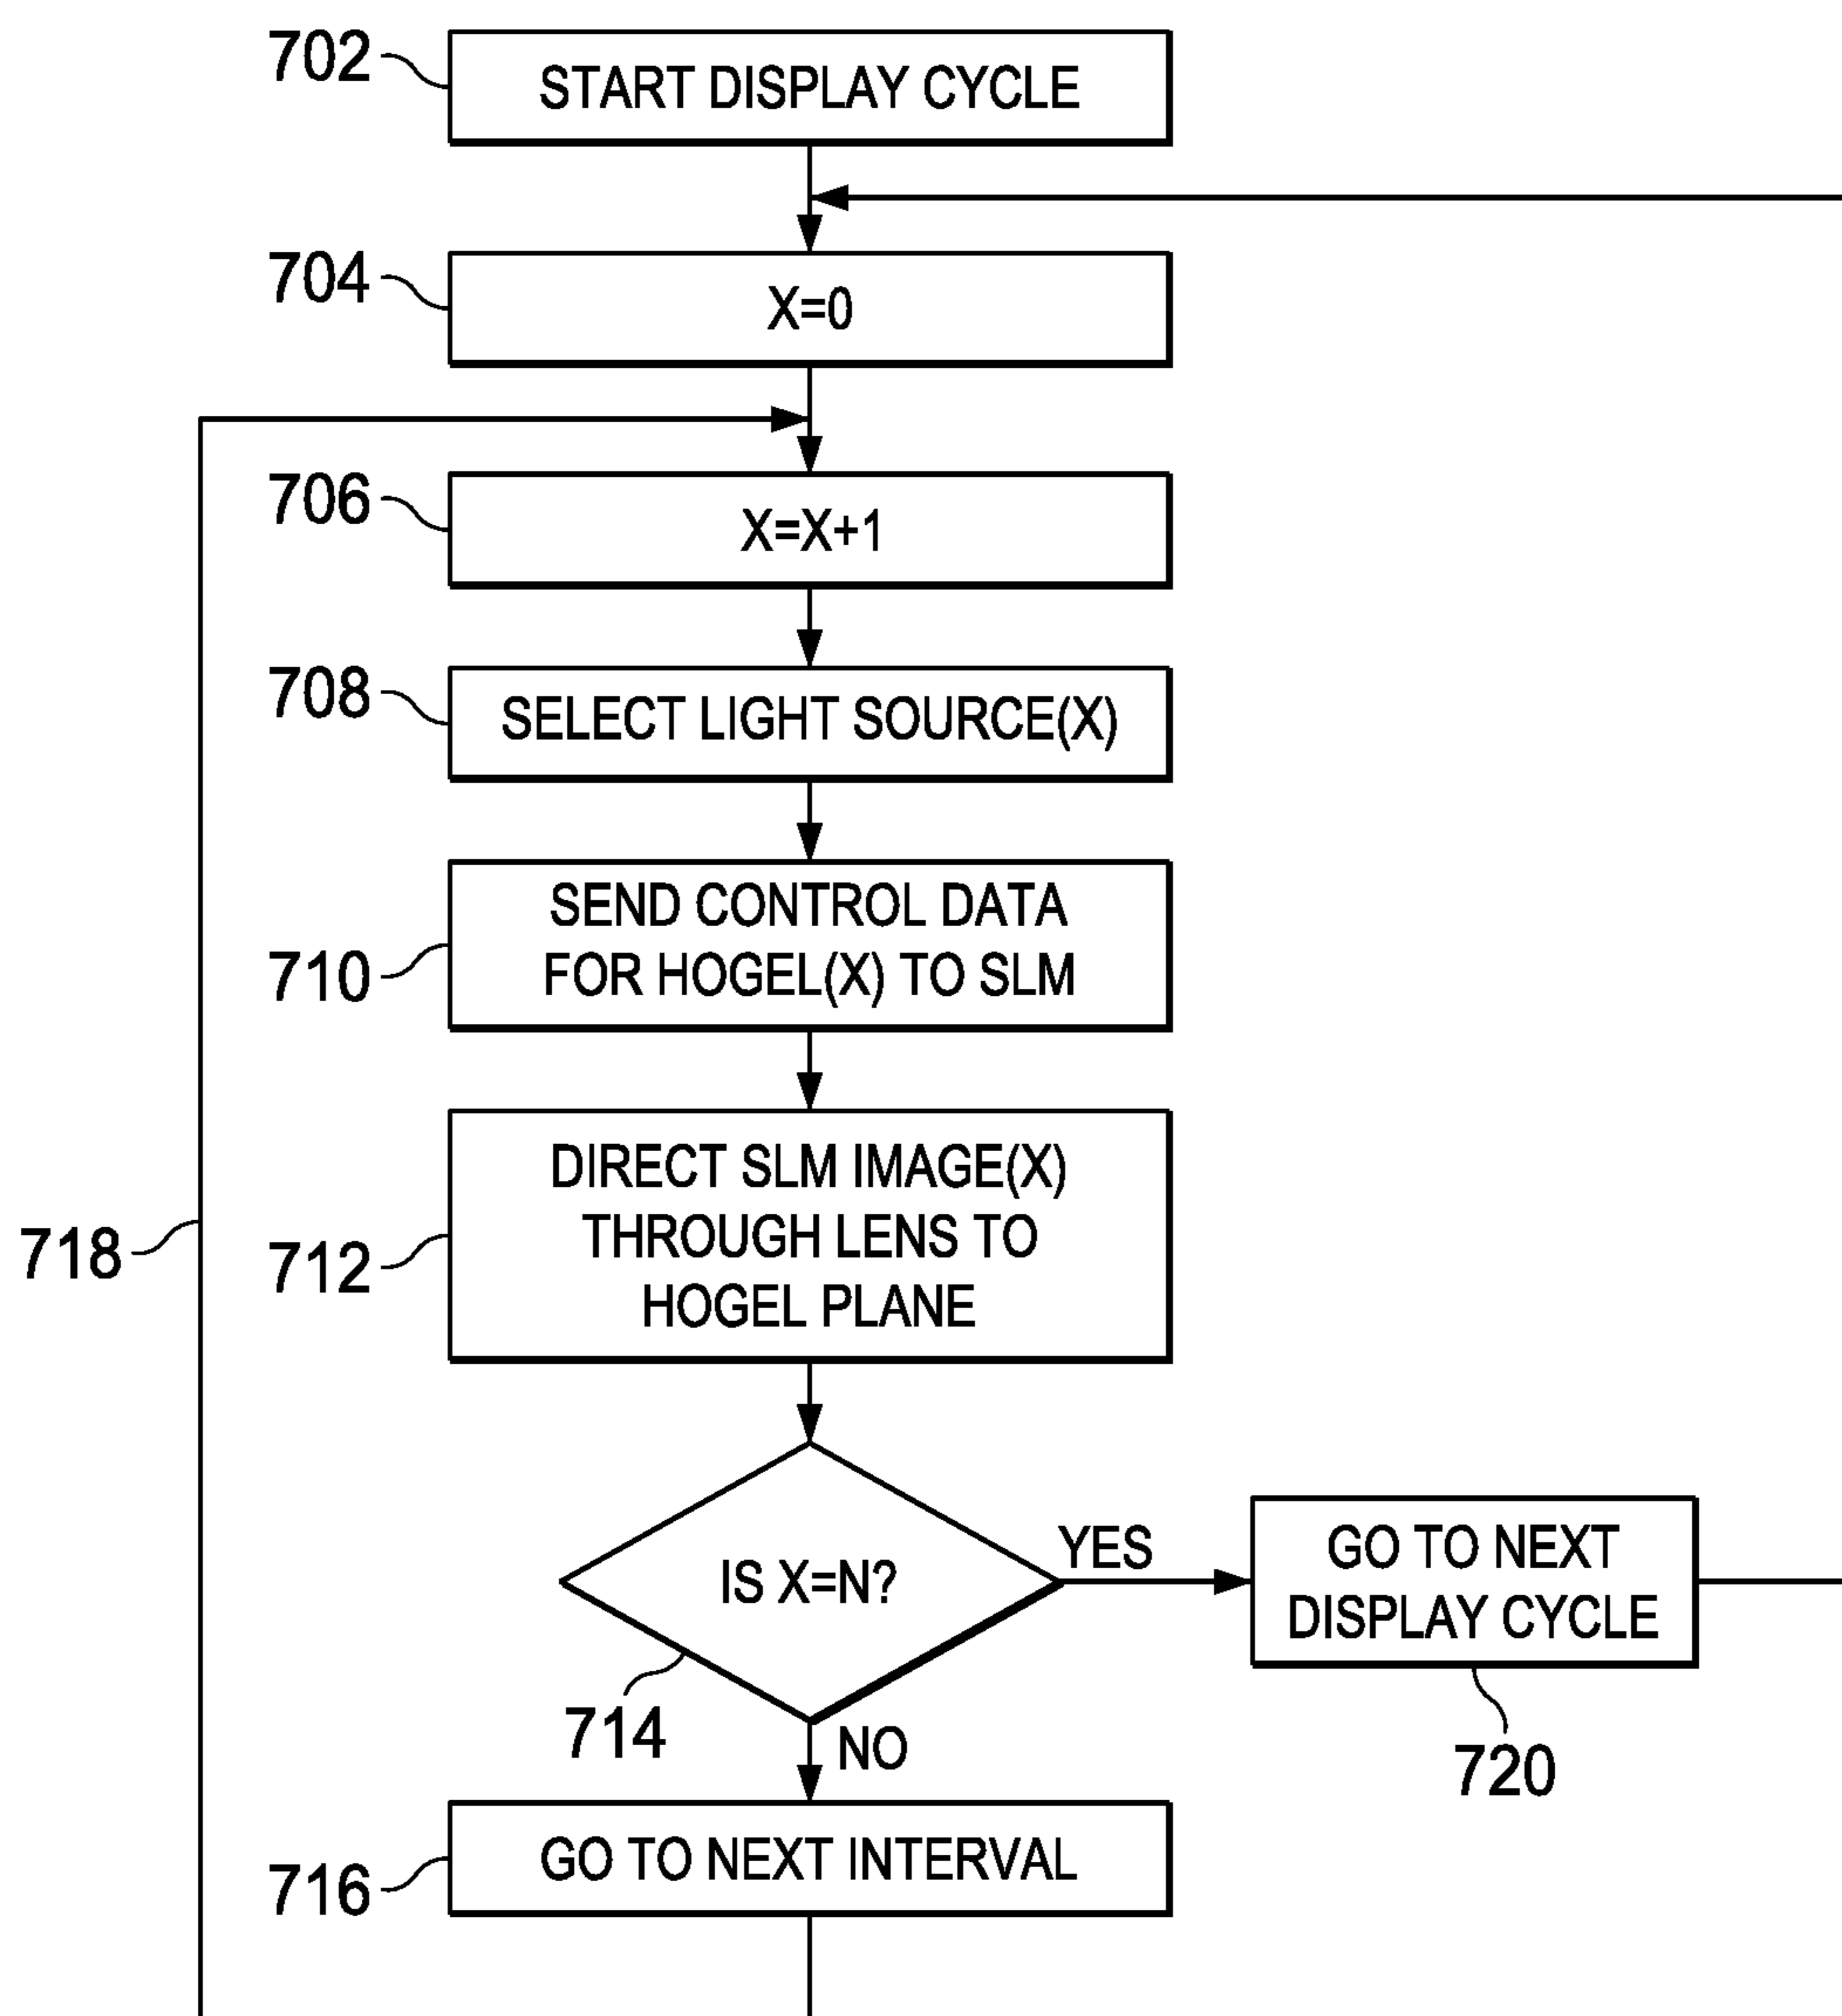 702
START DISPLAY CYCLE
704
X=0
706
X=X+1
708
SELECT LIGHT SOURCE(X)
710
SEND CONTROL DATA
FOR HOGEL(X) TO SLM
712
DIRECT SLM IMAGE(X)
THROUGH LENS TO
HOGEL PLANE
718
IS X=N?
YES
714
NO
GO TO NEXT
DISPLAY CYCLE
720
716
GO TO NEXT INTERVAL